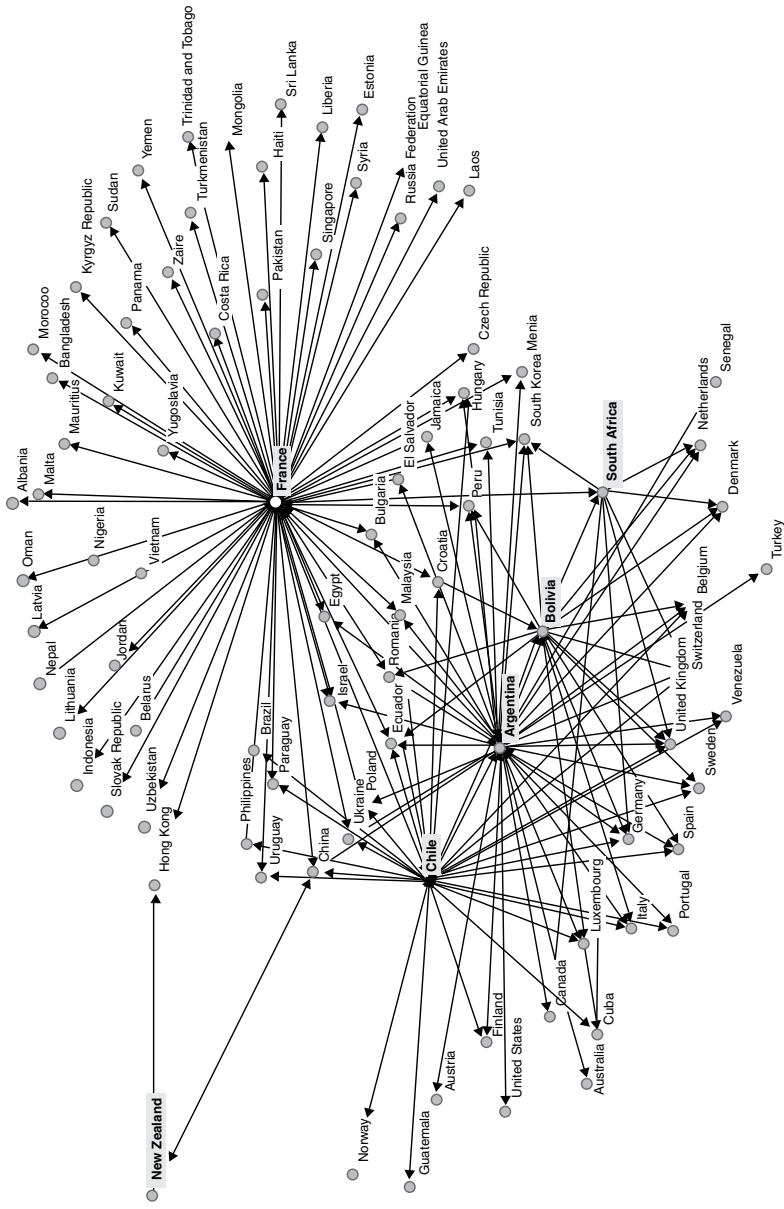 Trinidad and Tobago
Mongolia
Sri Lanka
Liberia
Estonia
Equatorial Guinea
United Arab Emirates
Laos
Russia Federation
Syria
Haiti
Turkmenistan
Yemen
Sudan
Kyrgyz Republic
Zaire
Panama
Costa Rica
Pakistan
Singapore
Morocoo
Bangladesh
Mauritius
Kuwait
Yugoslavia
Albania
Malta
France
Czech Republic
Hungary
Menia
South Korea
Tunisia
Jamaica
El Salvador
Bulgaria
Peru
South Africa
Senegal
Netherlands
Denmark
Turkey
Oman
Nigeria
Latvia
Vietnam
Nepal
Jordan
Lithuania
Belarus
Indonesia
Slovak Republic
Uzbekistan
Hong Kong
Egypt
Malaysia
Croatia
Romania
Israel
Ecuador
Bolivia
Belgium
Switzerland
United Kingdom
Venezuela
Brazil
Paraguay
Philippines
Uruguay
China
Poland
Ukraine
Argentina
Chile
Sweden
Germany
Spain
Luxembourg
Italy
Portugal
Finland
Canada
Cuba
Australia
United States
Austria
Norway
Guatemala
New Zealand